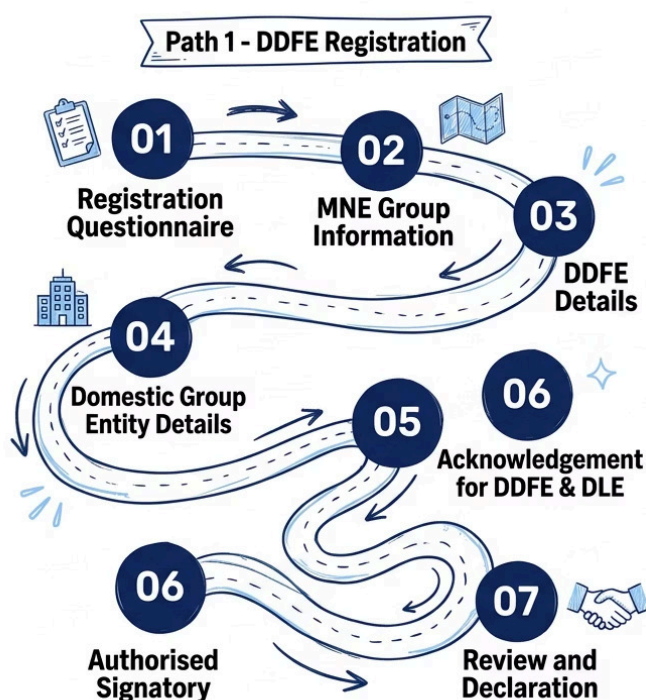 Path 1 - DDFE Registration
01
Registration
Questionnaire
02
MNE Group
Information
03
DDFE
Details
04
Domestic Group
Entity Details
05
06
Acknowledgement
for DDFE & DLE
06
Authorised
Signatory
07
Review and
Declaration